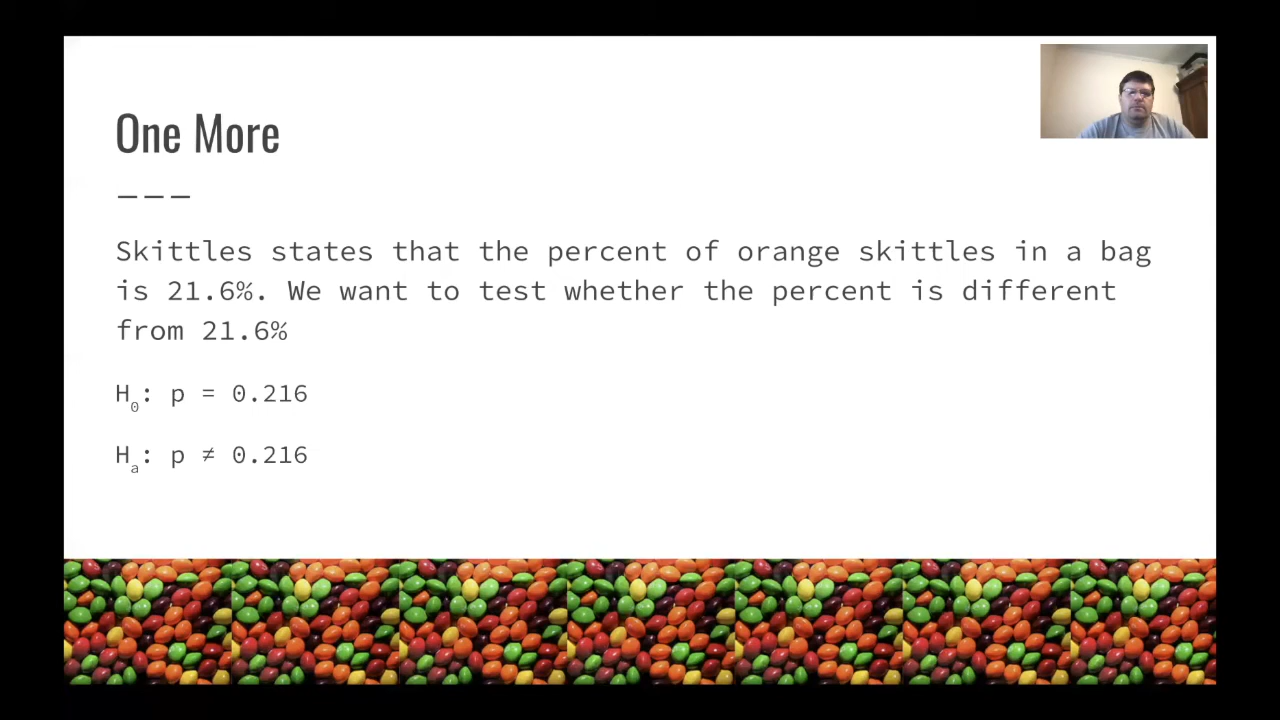 One More
———
Skittles states that the percent of orange skittles in a bag
is 21.6%. We want to test whether the percent is different
from 21.6%
H₀: p = 0.216
Hₐ: p ≠ 0.216